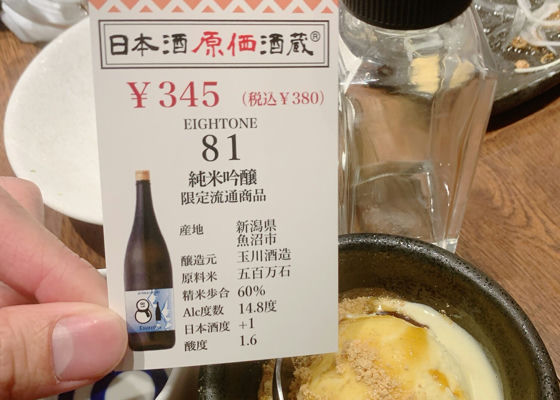 日本酒原価酒蔵®
￥345 (税込￥380)
EIGHTONE
81
純米吟醸
限定流通商品
産地 新潟県
魚沼市
醸造元 玉川酒造
原料米 五百万石
精米歩合 60%
Alc度数 14.8度
日本酒度 +1
酸度 1.6
81